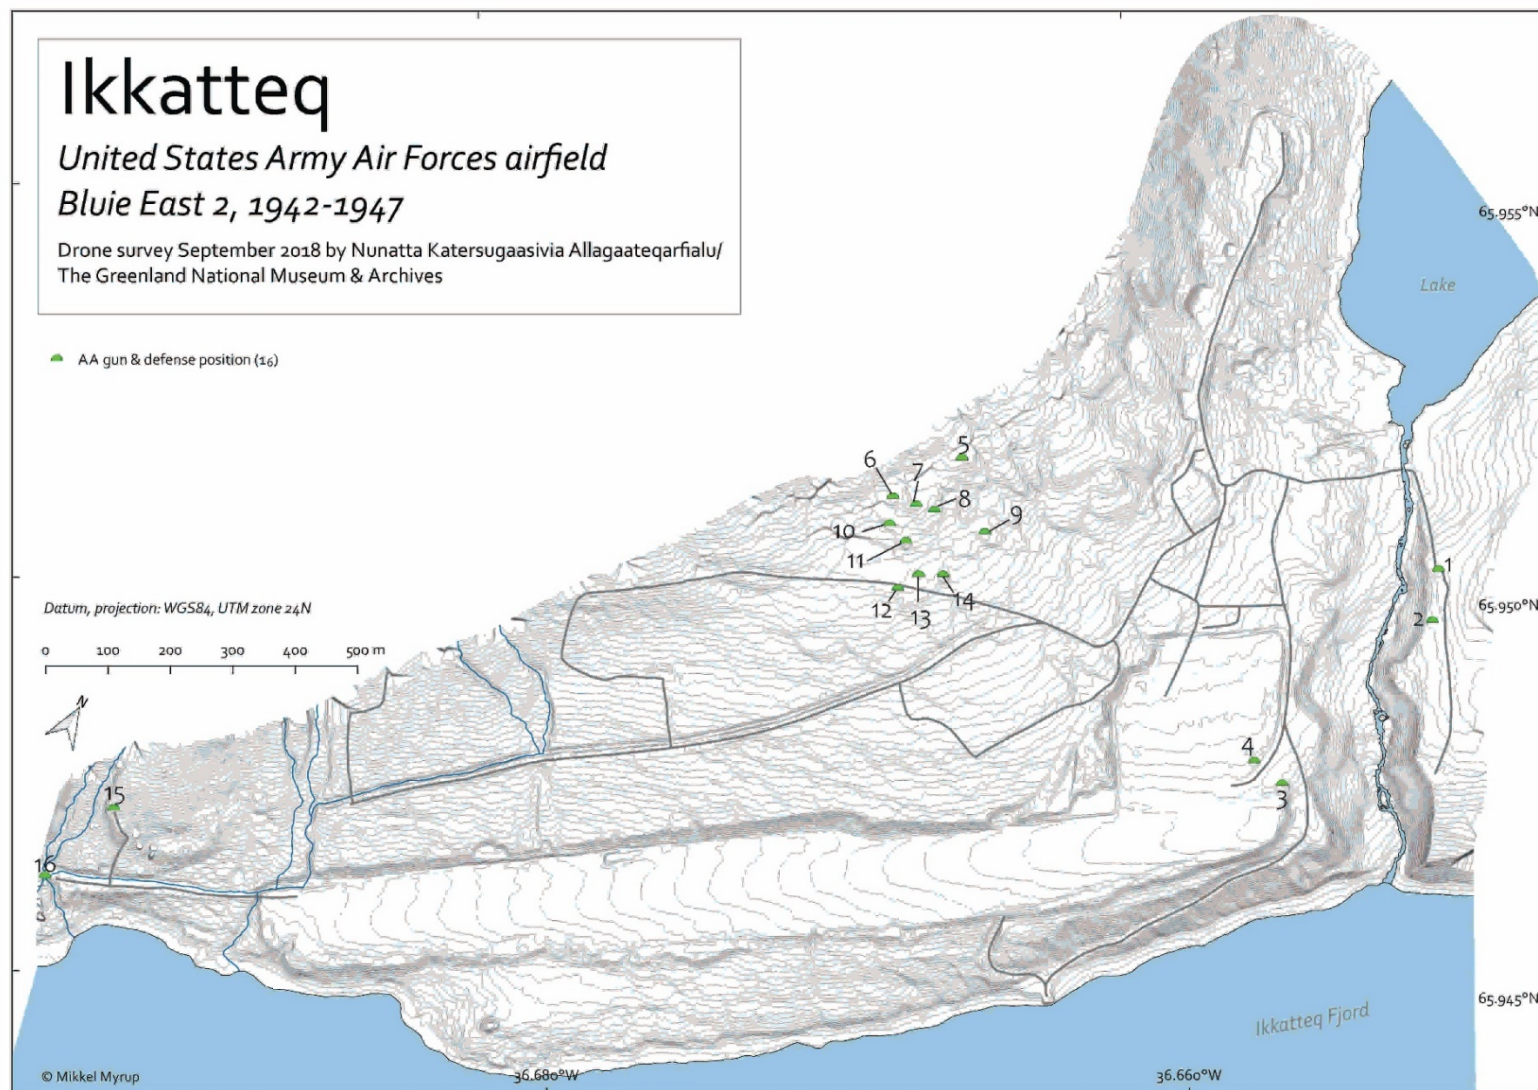 Ikkatteq
United States Army Air Forces airfield
Bluie East 2, 1942-1947
Drone survey September 2018 by Nunatta Katersugaasivia Allagaateqarfialu/
The Greenland National Museum & Archives
AA gun & defense position (16)
65.955°N
Lake
5
6
7
8
9
10
11
12
13
14
1
2
65.950°N
Datum, projection: WGS84, UTM zone 24N
0 100 200 300 400 500 m
N
4
3
15
16
65.945°N
Ikkatteq Fjord
© Mikkel Myrup
36.680°W
36.660°W